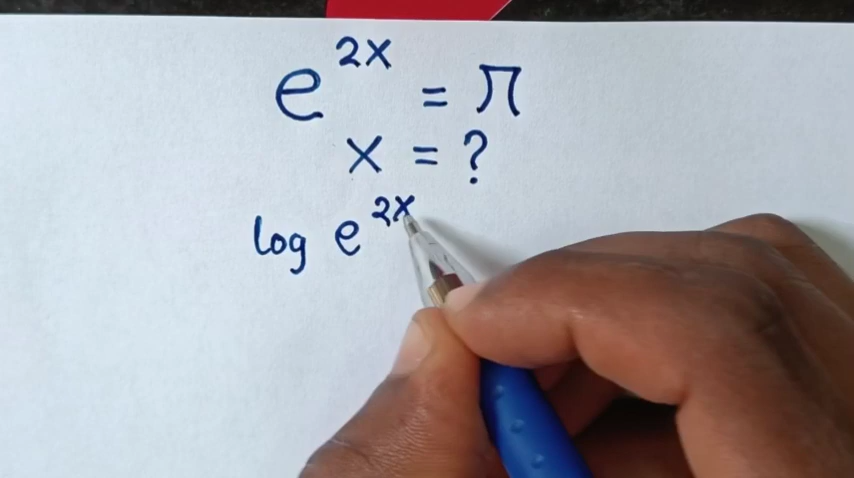 e^{2x} = π
x = ?
log e^{2x}